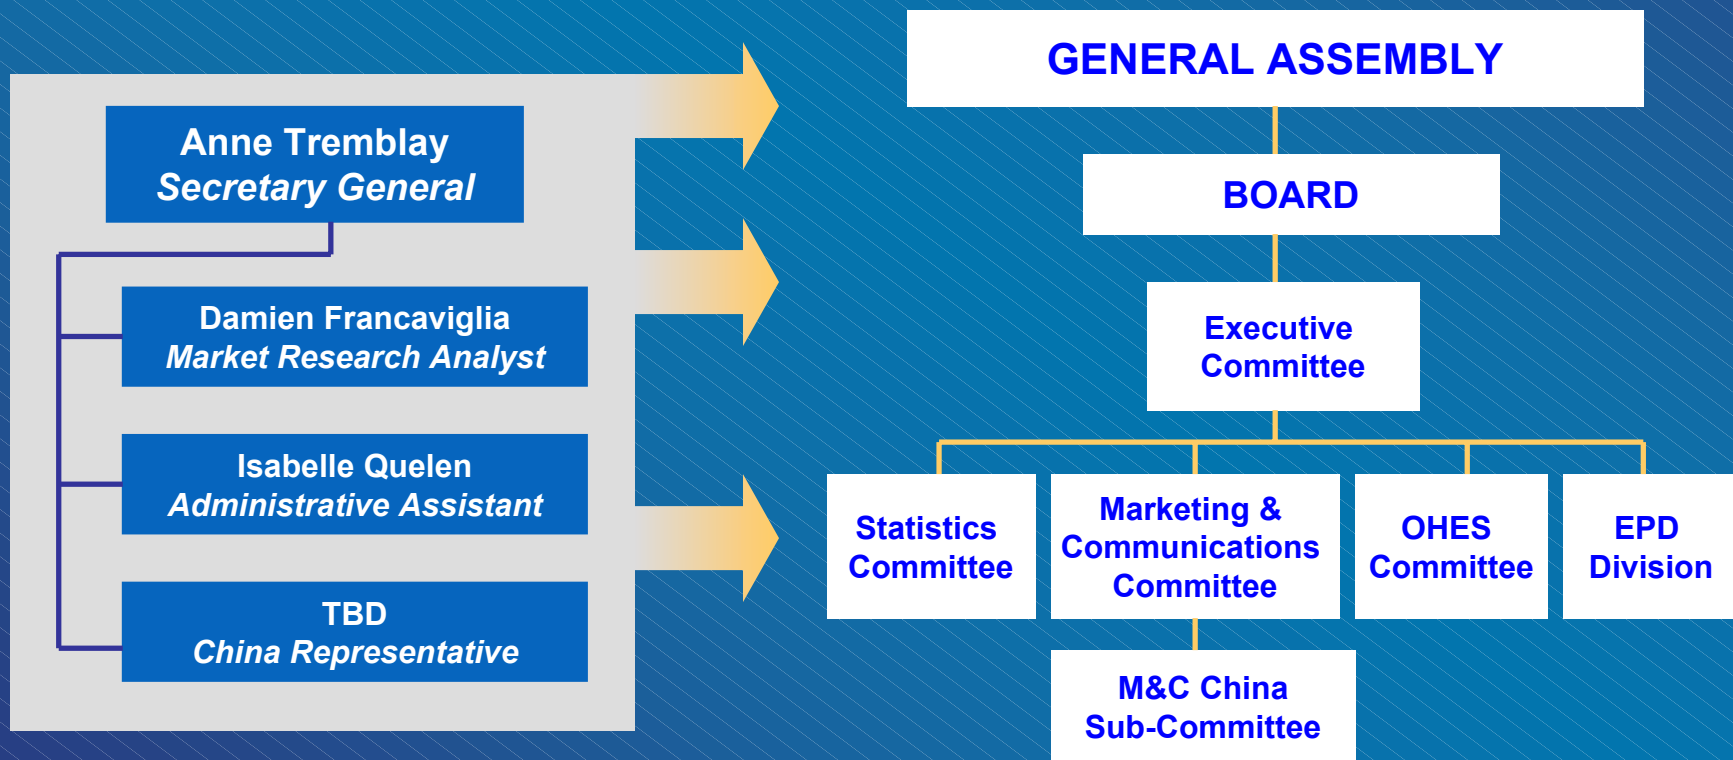 Anne Tremblay
Secretary General
Damien Francaviglia
Market Research Analyst
Isabelle Quelen
Administrative Assistant
TBD
China Representative
GENERAL ASSEMBLY
BOARD
Executive
Committee
Statistics
Committee
Marketing &
Communications
Committee
OHES
Committee
EPD
Division
M&C China
Sub-Committee